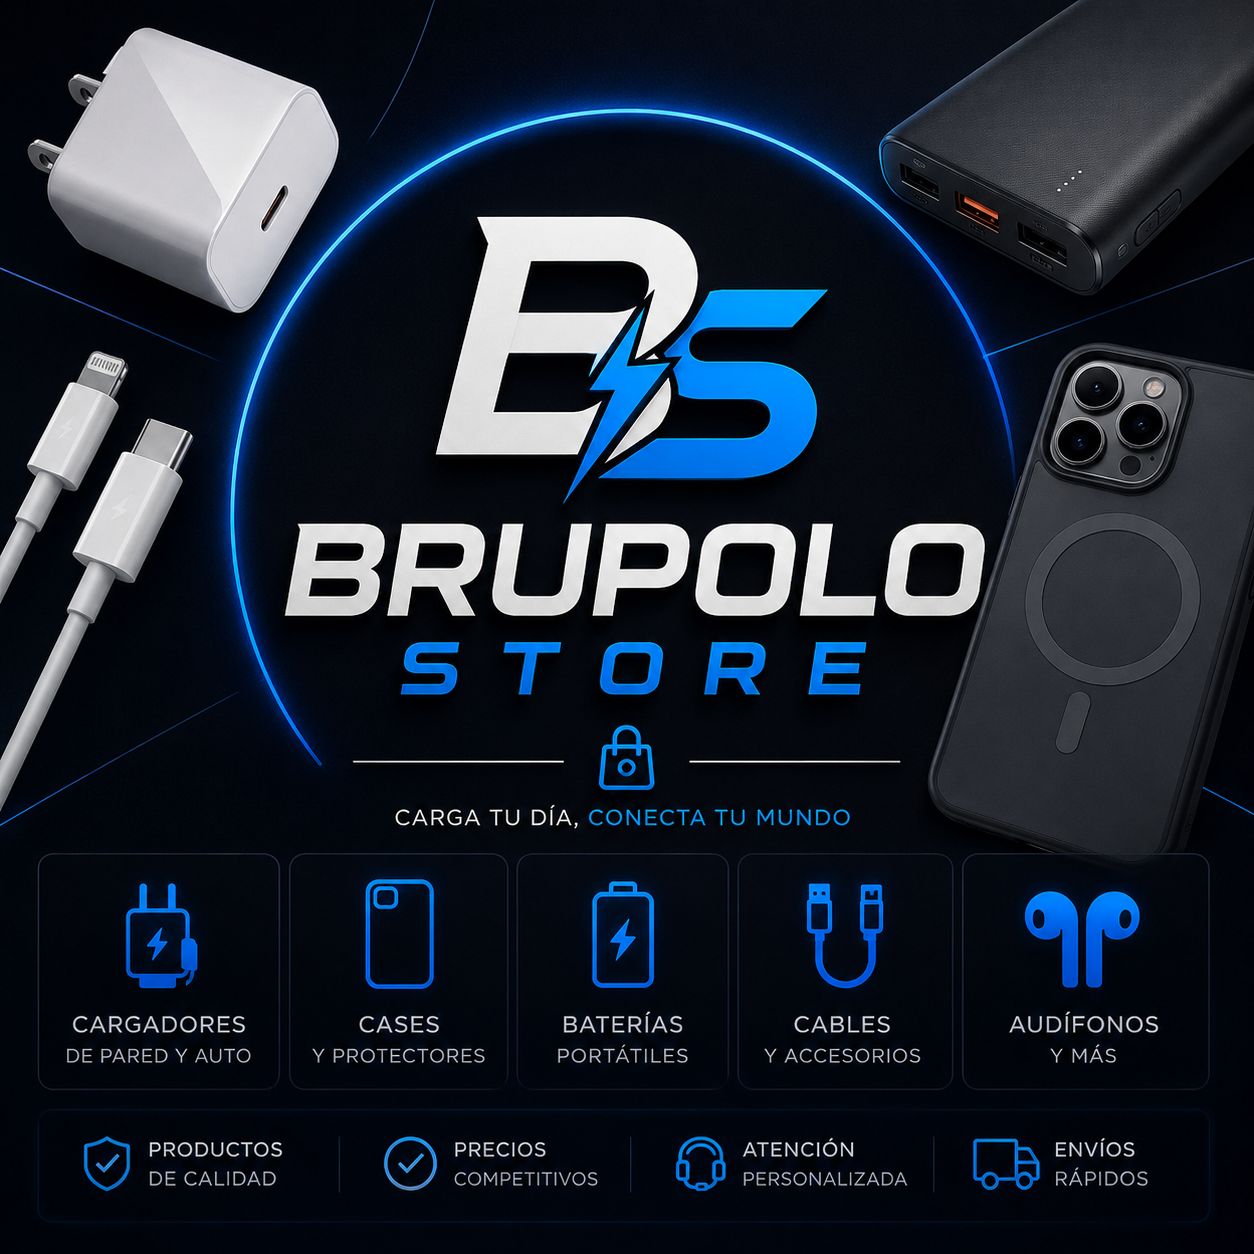 BS
BRUPOLO
STORE
CARGA TU DÍA, CONECTA TU MUNDO
CARGADORES
DE PARED Y AUTO
CASES
Y PROTECTORES
BATERÍAS
PORTÁTILES
CABLES
Y ACCESORIOS
AUDÍFONOS
Y MÁS
PRODUCTOS
DE CALIDAD
PRECIOS
COMPETITIVOS
ATENCIÓN
PERSONALIZADA
ENVÍOS
RÁPIDOS